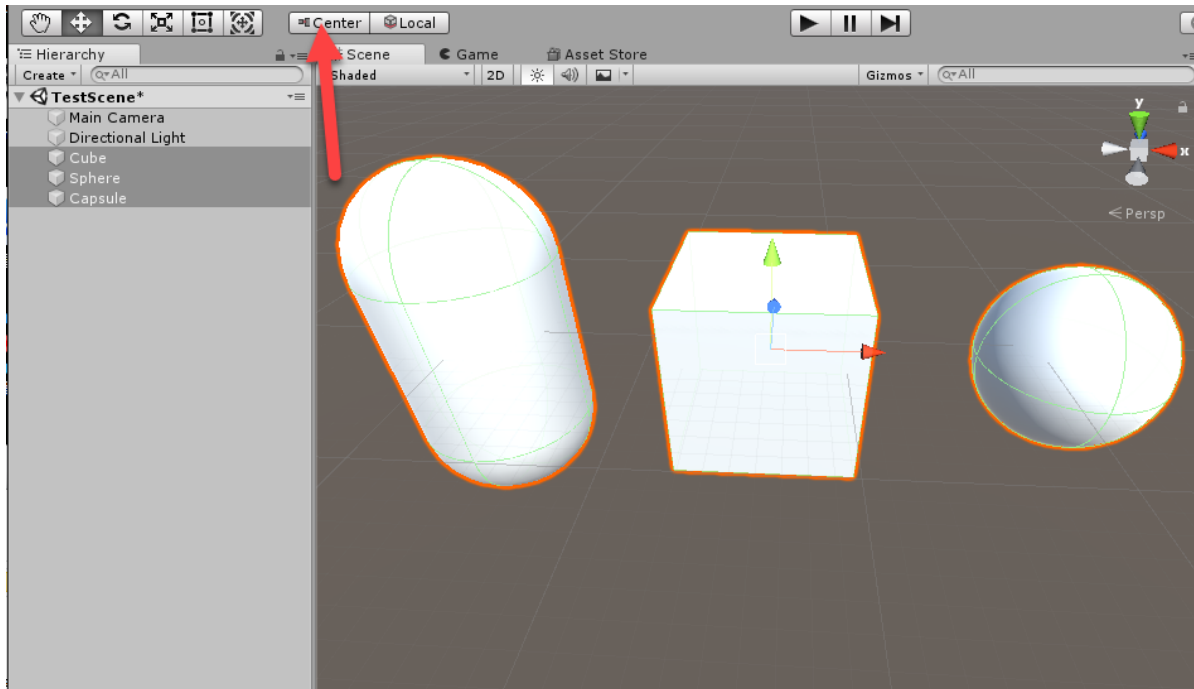 Center Local
Hierarchy
Scene Game Asset Store
Create All
Shaded 2D Gizmos All
TestScene*
Main Camera
Directional Light
Cube
Sphere
Capsule
y
x
Persp